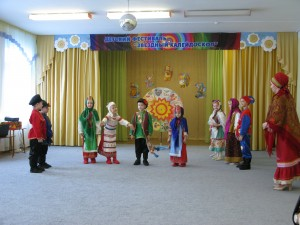 ДЕТСКИЙ ФЕСТИВАЛЬ
"ЗВЕЗДНЫЙ КАЛЕЙДОСКОП"